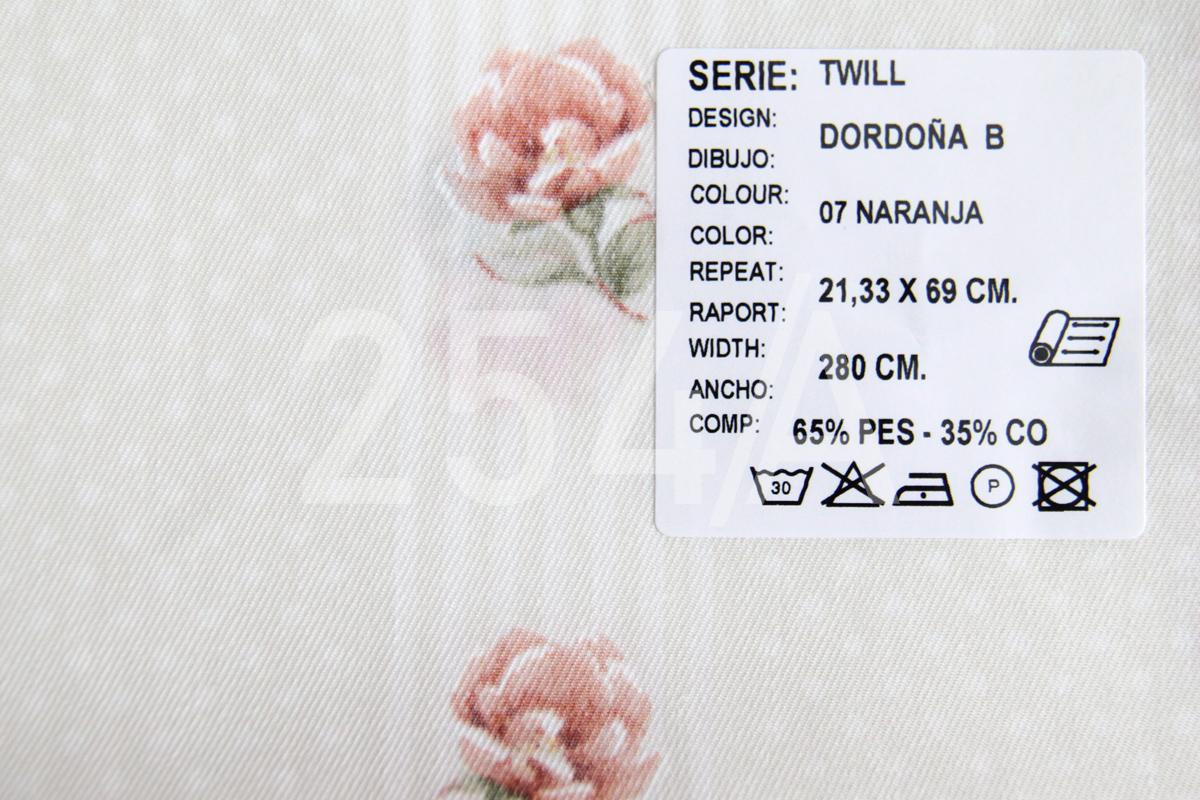 SERIE: TWILL
DESIGN:
DORDOÑA B
DIBUJO:
COLOUR:
07 NARANJA
COLOR:
REPEAT:
21,33 X 69 CM.
RAPORT:
WIDTH:
280 CM.
ANCHO:
COMP: 65% PES - 35% CO
30 P
254/A